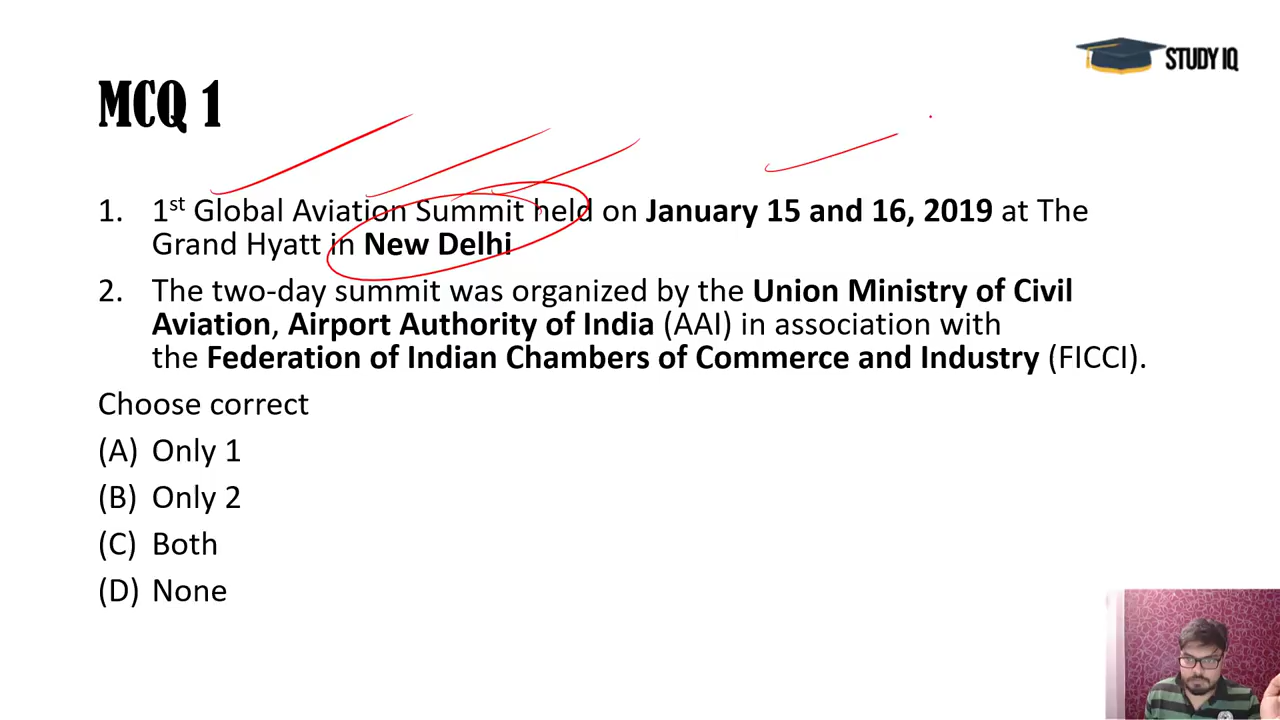 STUDY IQ
MCQ 1
1. 1st Global Aviation Summit held on January 15 and 16, 2019 at The
Grand Hyatt in New Delhi
2. The two-day summit was organized by the Union Ministry of Civil
Aviation, Airport Authority of India (AAI) in association with
the Federation of Indian Chambers of Commerce and Industry (FICCI).
Choose correct
(A) Only 1
(B) Only 2
(C) Both
(D) None